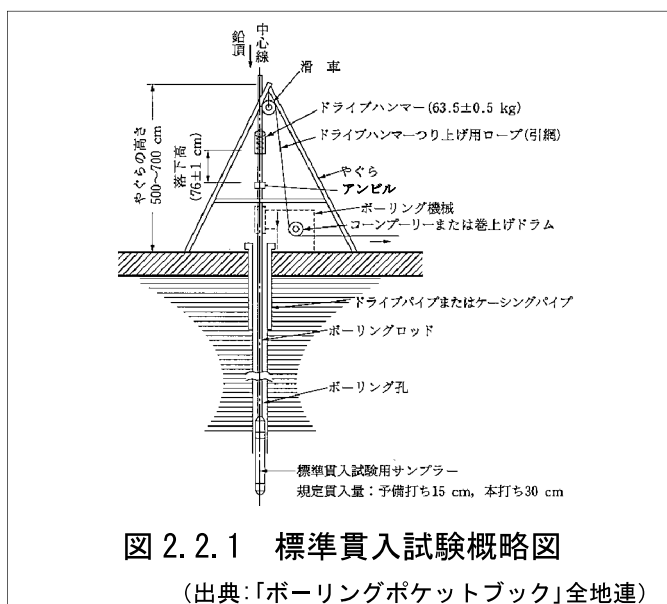 中心線
鉛頂
滑車
ドライブハンマー(63.5±0.5 kg)
ドライブハンマーつり上げ用ロープ(引綱)
やぐらの高さ
500〜700 cm
落下高
(76±1 cm)
やぐら
アンビル
ボーリング機械
コーンプーリーまたは巻上げドラム
ドライブパイプまたはケーシングパイプ
ボーリングロッド
ボーリング孔
標準貫入試験用サンプラー
規定貫入量：予備打ち15 cm，本打ち30 cm
図 2.2.1 標準貫入試験概略図
(出典:｢ボーリングポケットブック｣全地連)